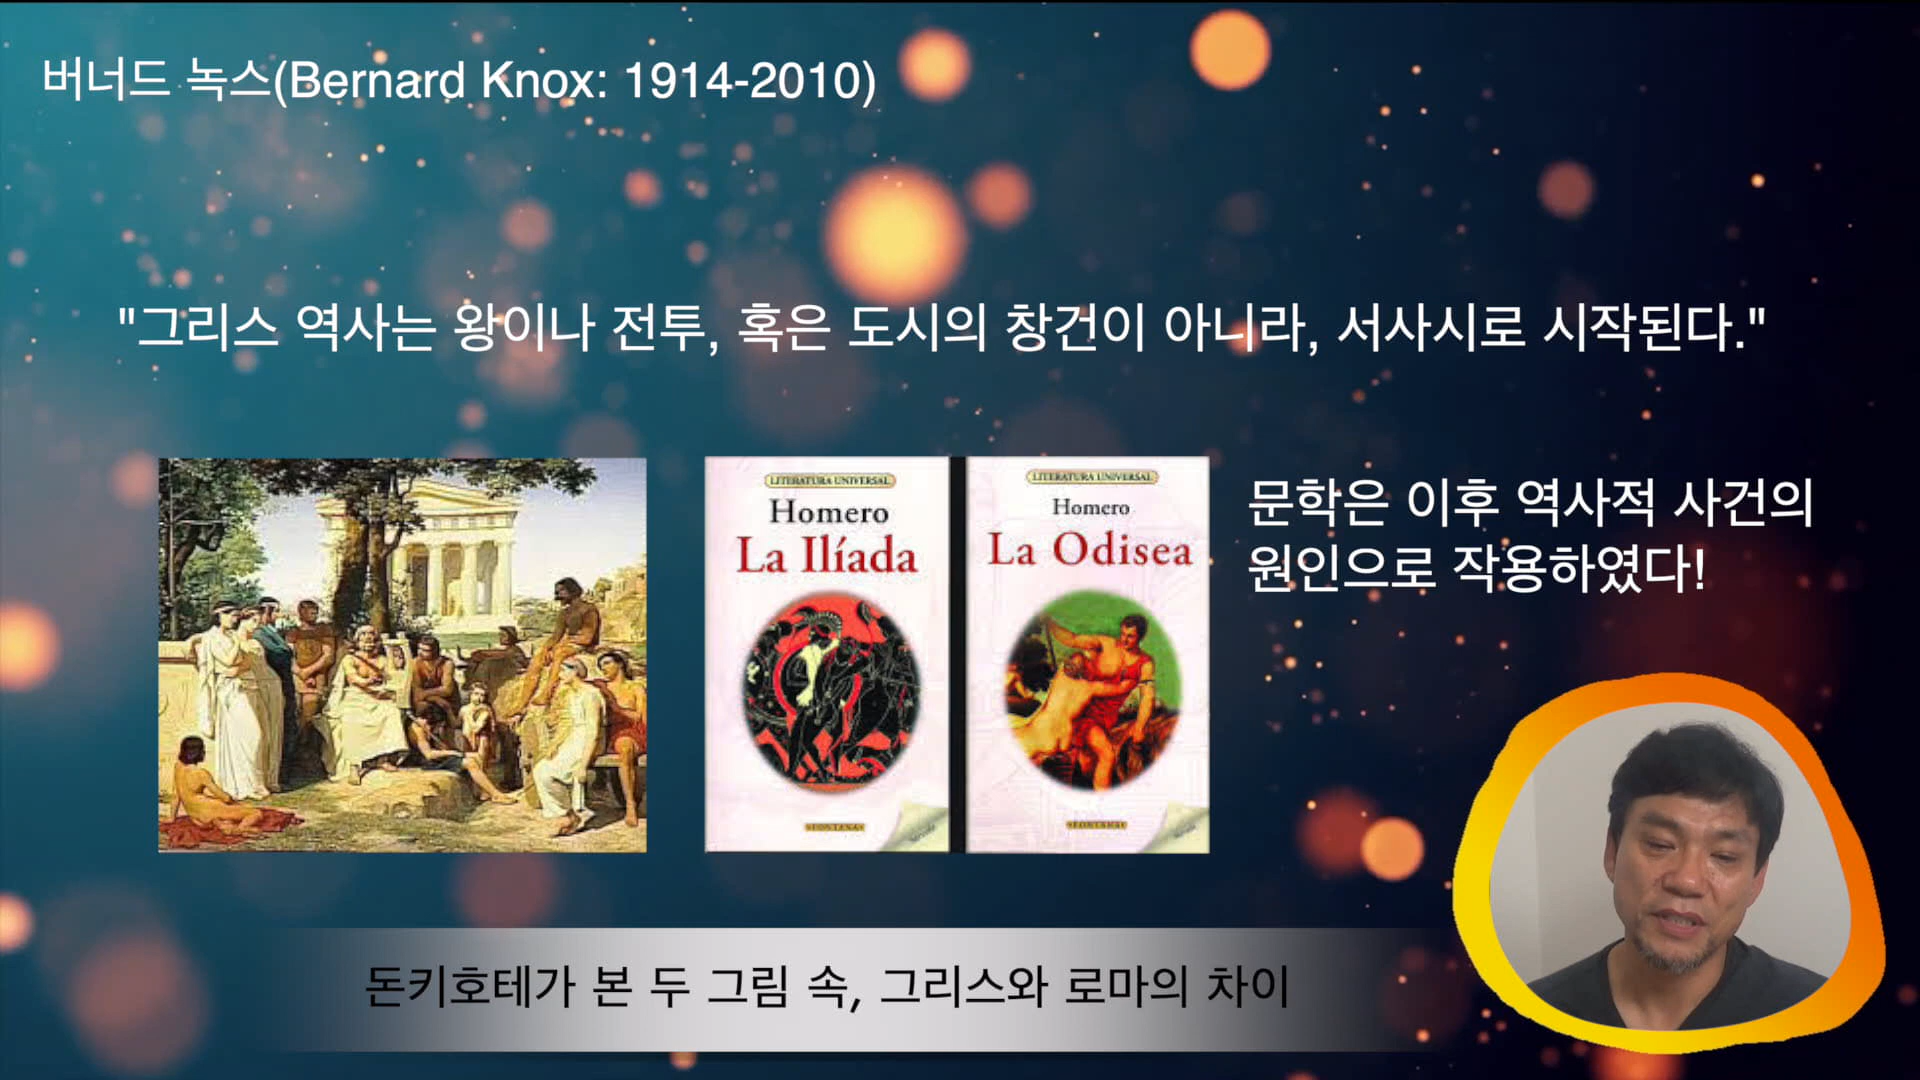 버너드 녹스(Bernard Knox: 1914-2010)
"그리스 역사는 왕이나 전투, 혹은 도시의 창건이 아니라, 서사시로 시작된다."
LITERATURA UNIVERSAL
Homero
La Ilíada
LITERATURA UNIVERSAL
Homero
La Odisea
문학은 이후 역사적 사건의
원인으로 작용하였다!
돈키호테가 본 두 그림 속, 그리스와 로마의 차이